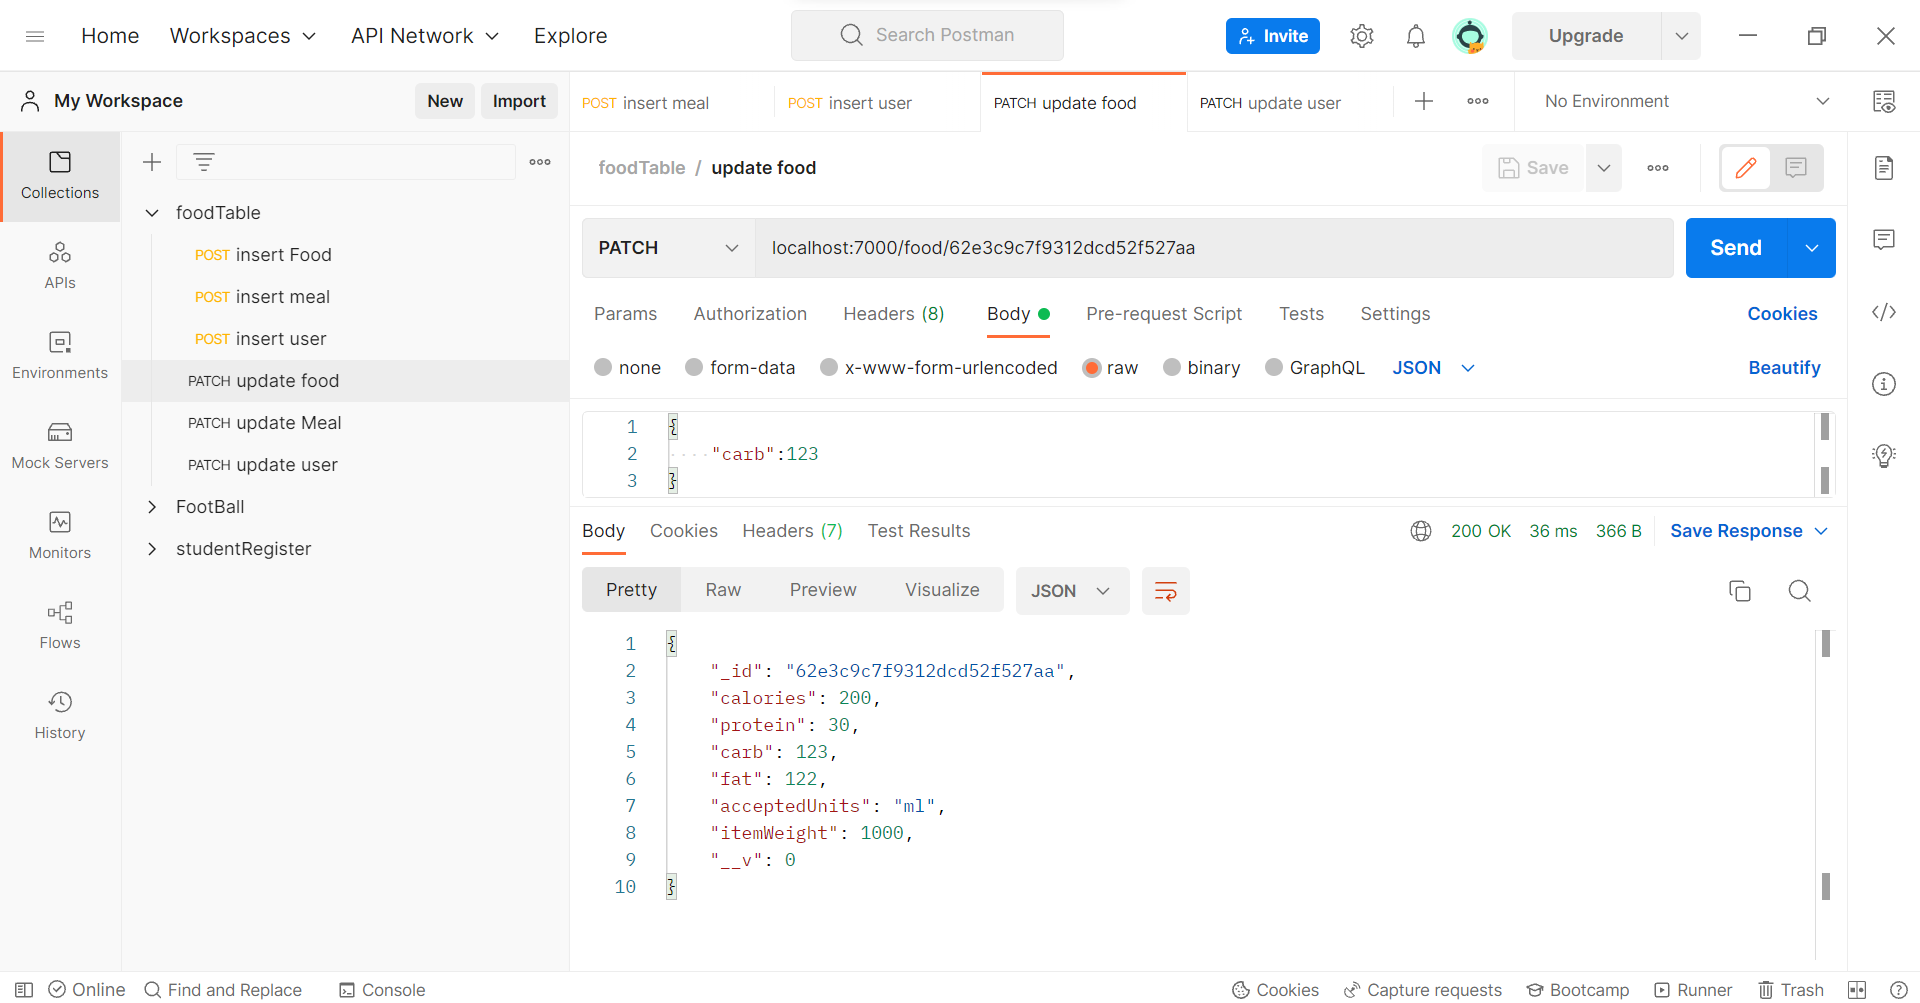 Home Workspaces API Network Explore Search Postman Invite Upgrade
My Workspace New Import
POST insert meal POST insert user PATCH update food PATCH update user No Environment
Collections
APIs
Environments
Mock Servers
Monitors
Flows
History
foodTable
POST insert Food
POST insert meal
POST insert user
PATCH update food
PATCH update Meal
PATCH update user
FootBall
studentRegister
foodTable / update food Save
PATCH localhost:7000/food/62e3c9c7f9312dcd52f527aa Send
Params Authorization Headers (8) Body Pre-request Script Tests Settings Cookies
none form-data x-www-form-urlencoded raw binary GraphQL JSON Beautify
1 {
2 "carb":123
3 }
Body Cookies Headers (7) Test Results 200 OK 36 ms 366 B Save Response
Pretty Raw Preview Visualize JSON
1 {
2 "_id": "62e3c9c7f9312dcd52f527aa",
3 "calories": 200,
4 "protein": 30,
5 "carb": 123,
6 "fat": 122,
7 "acceptedUnits": "ml",
8 "itemWeight": 1000,
9 "__v": 0
10 }
Online Find and Replace Console Cookies Capture requests Bootcamp Runner Trash